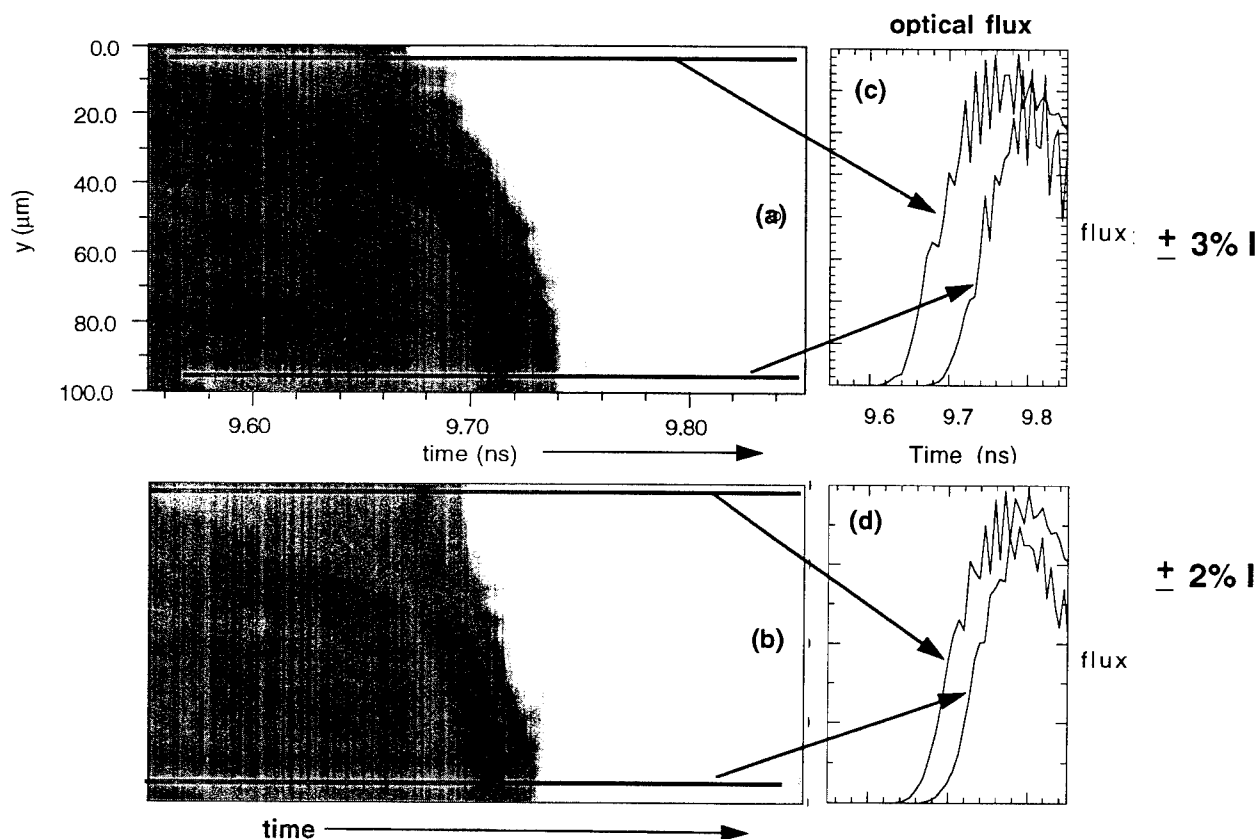 optical flux
0.0
20.0
40.0
60.0
80.0
100.0
y (μm)
(a)
9.60
9.70
9.80
time (ns)
(c)
flux:
± 3% I
9.6
9.7
9.8
Time (ns)
(b)
time
(d)
flux
± 2% I